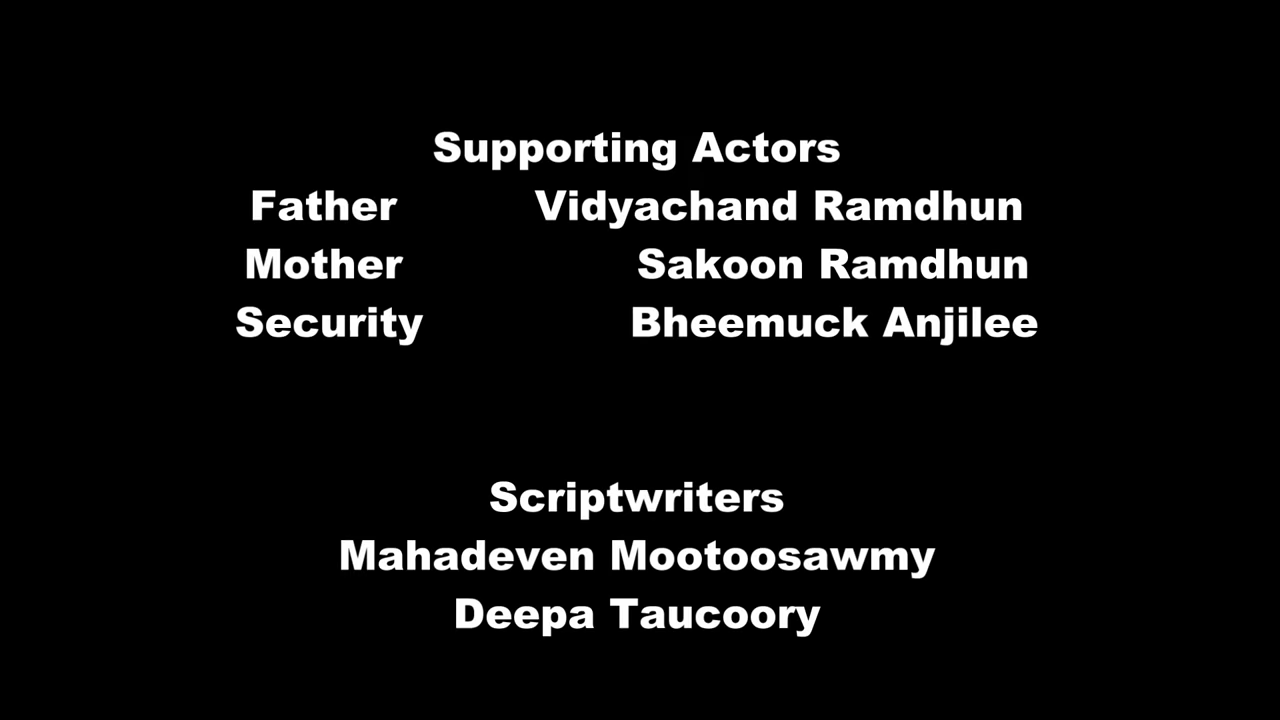 Supporting Actors
Father Vidyachand Ramdhun
Mother Sakoon Ramdhun
Security Bheemuck Anjilee
Scriptwriters
Mahadeven Mootoosawmy
Deepa Taucoory